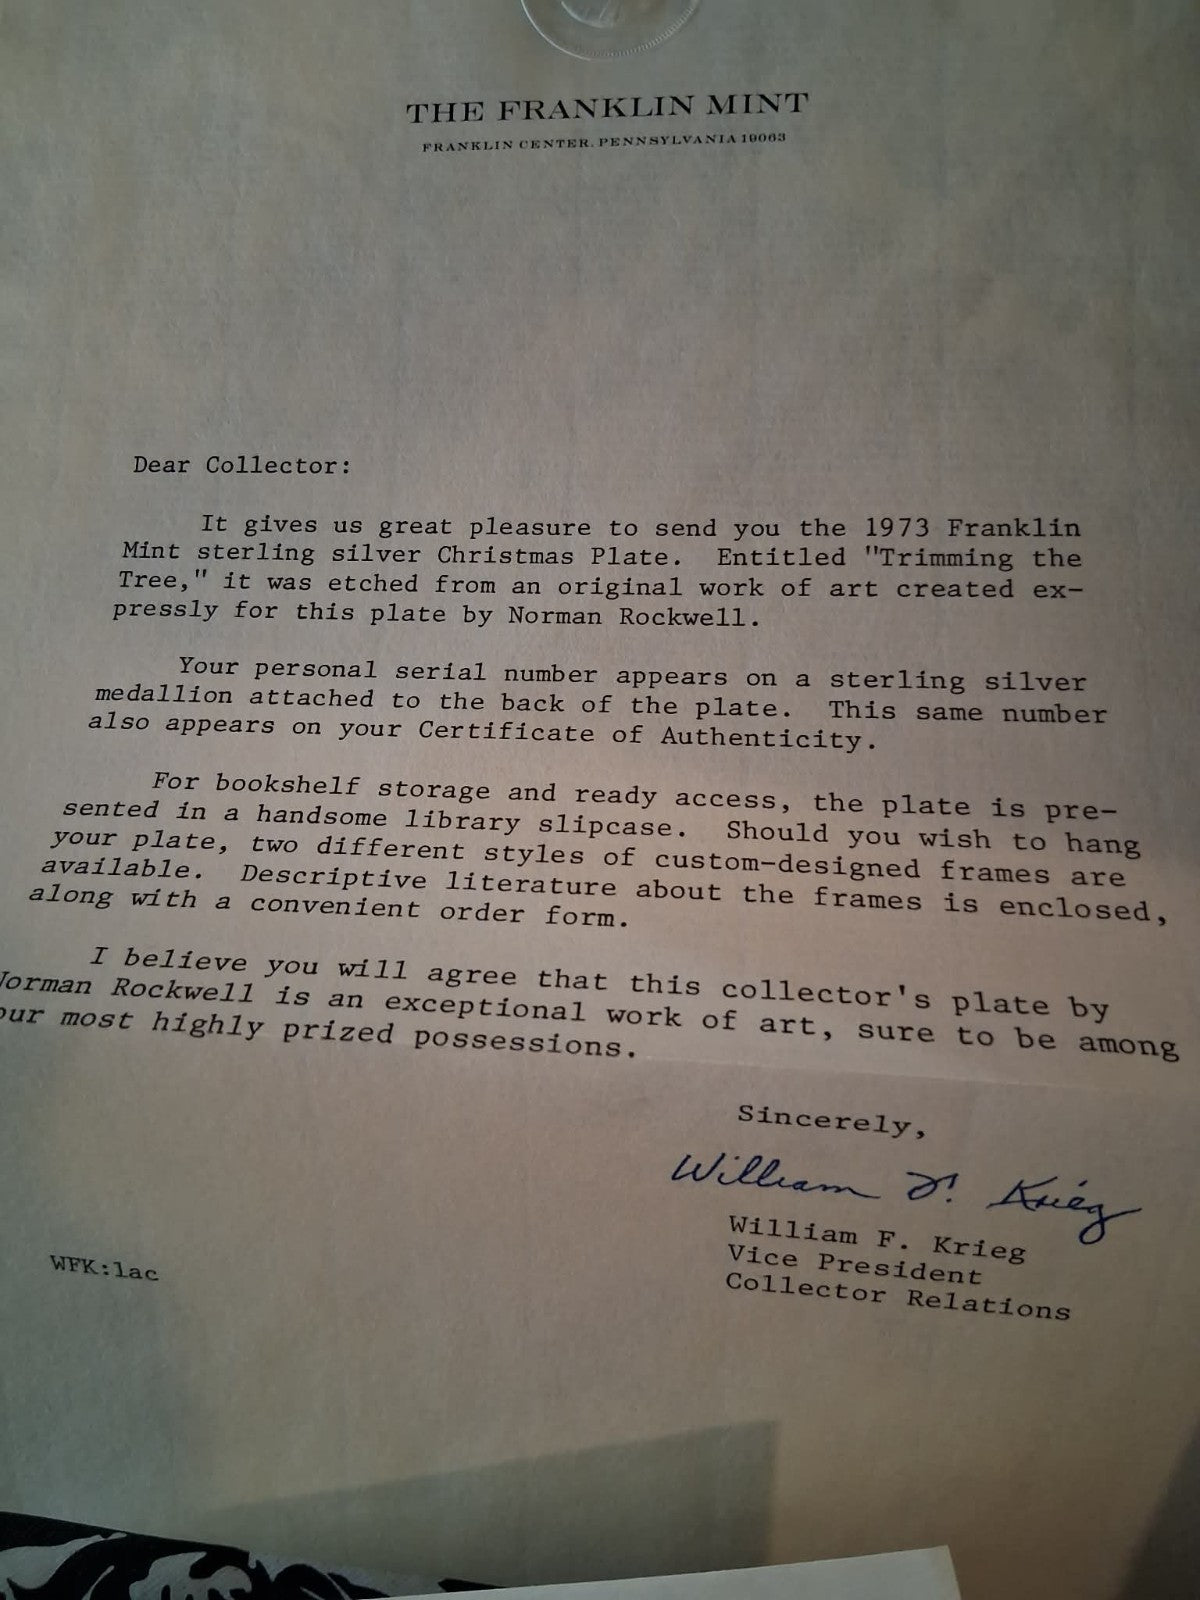 THE FRANKLIN MINT
FRANKLIN CENTER, PENNSYLVANIA 19063
Dear Collector:
It gives us great pleasure to send you the 1973 Franklin
Mint sterling silver Christmas Plate. Entitled "Trimming the
Tree," it was etched from an original work of art created ex-
pressly for this plate by Norman Rockwell.
Your personal serial number appears on a sterling silver
medallion attached to the back of the plate. This same number
also appears on your Certificate of Authenticity.
For bookshelf storage and ready access, the plate is pre-
sented in a handsome library slipcase. Should you wish to hang
your plate, two different styles of custom-designed frames are
available. Descriptive literature about the frames is enclosed,
along with a convenient order form.
I believe you will agree that this collector's plate by
Norman Rockwell is an exceptional work of art, sure to be among
our most highly prized possessions.
Sincerely,
William F. Krieg
William F. Krieg
Vice President
Collector Relations
WFK:lac